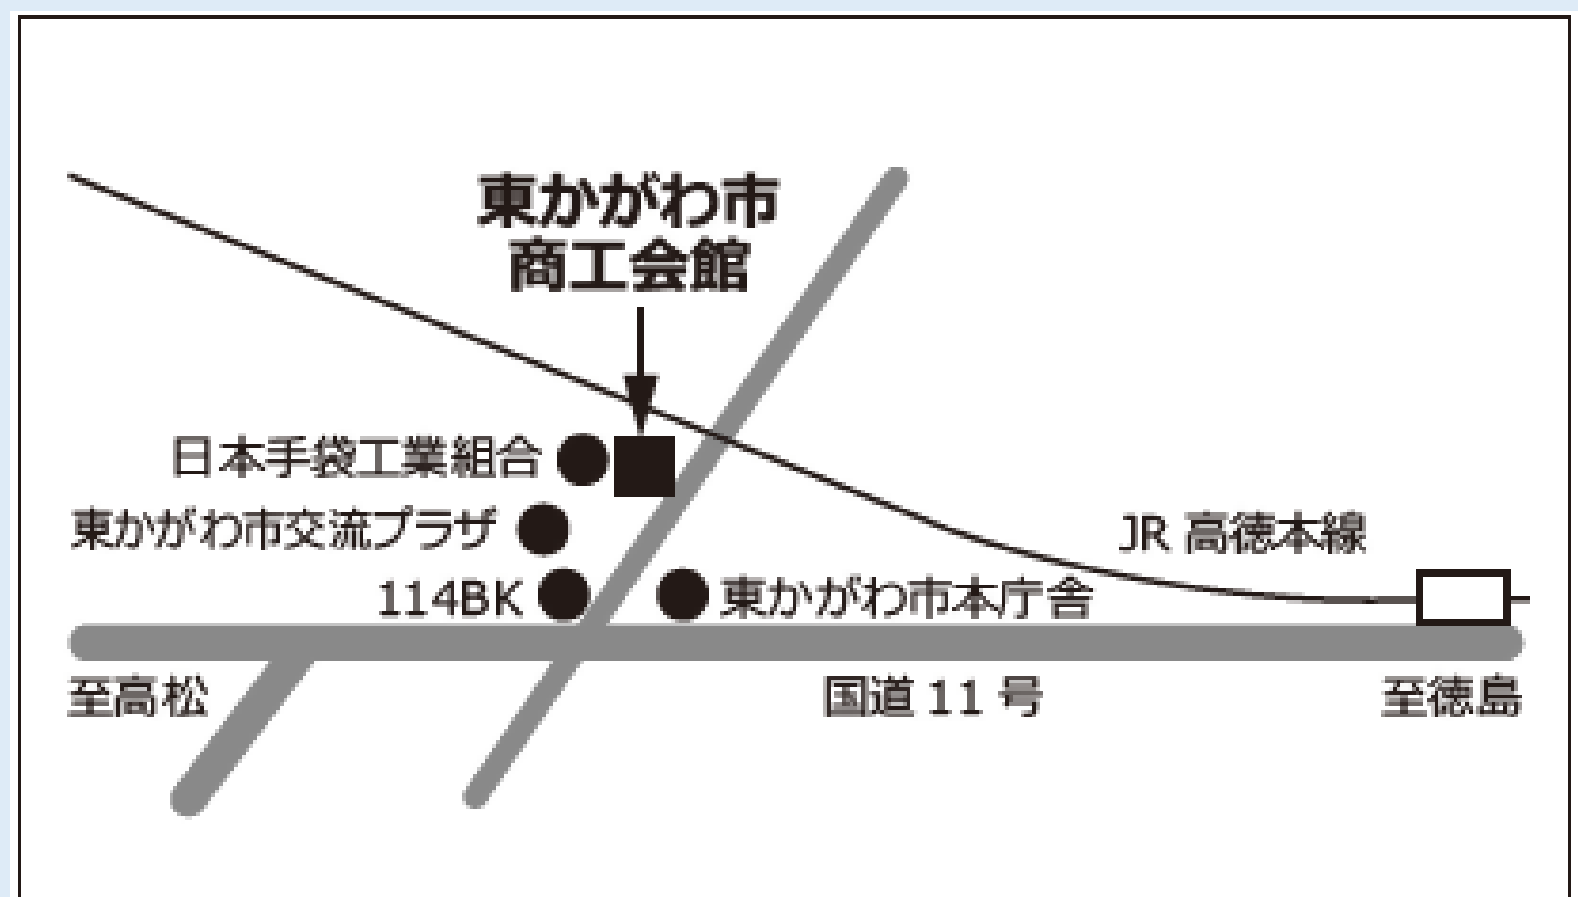 東かがわ市
商工会館
日本手袋工業組合
東かがわ市交流プラザ
JR 高徳本線
114BK
東かがわ市本庁舎
至高松
国道 11 号
至徳島